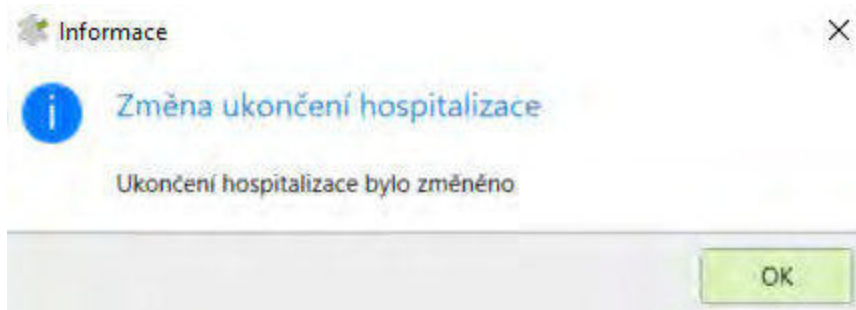 Informace
Změna ukončení hospitalizace
Ukončení hospitalizace bylo změněno
OK